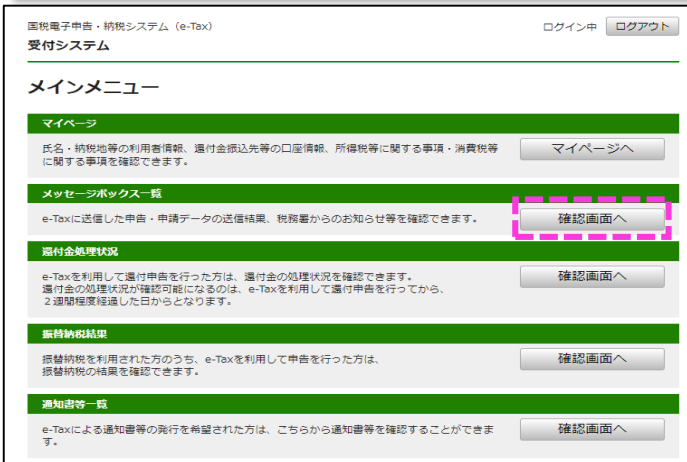 国税電子申告・納税システム（e-Tax）
ログイン中 ログアウト
受付システム
メインメニュー
マイページ
氏名・納税地等の利用者情報、還付金振込先等の口座情報、所得税等に関する事項・消費税等
に関する事項を確認できます。
マイページへ
メッセージボックス一覧
e-Taxに送信した申告・申請データの送信結果、税務署からのお知らせ等を確認できます。
確認画面へ
還付金処理状況
e-Taxを利用して還付申告を行った方は、還付金の処理状況を確認できます。
還付金の処理状況が確認可能になるのは、e-Taxを利用して還付申告を行ってから、
２週間程度経過した日からとなります。
確認画面へ
振替納税結果
振替納税を利用された方のうち、e-Taxを利用して申告を行った方は、
振替納税の結果を確認できます。
確認画面へ
通知書等一覧
e-Taxによる通知書等の発行を希望された方は、こちらから通知書等を確認することができま
す。
確認画面へ